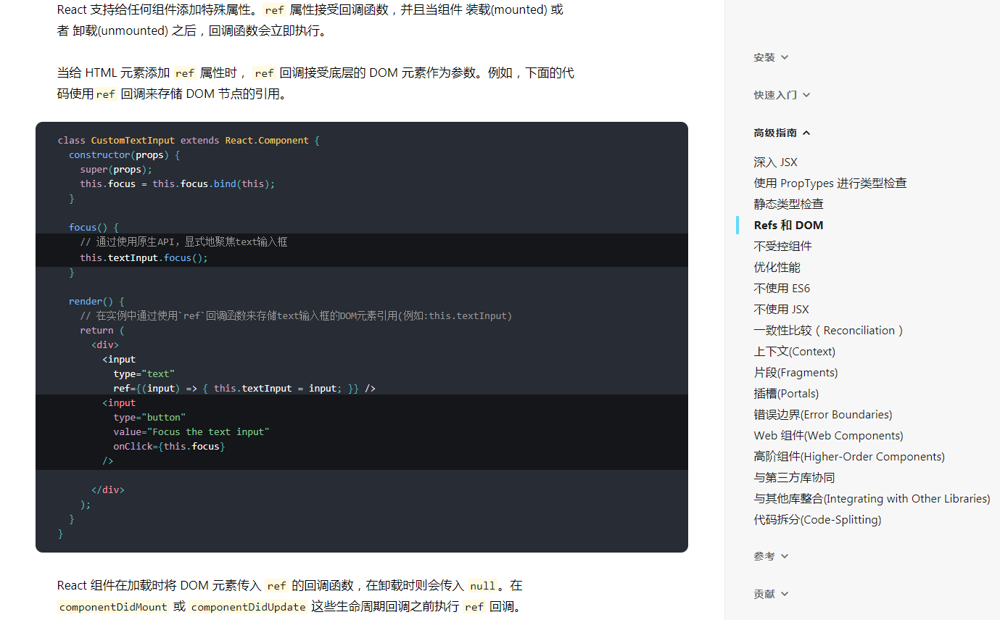 React 支持给任何组件添加特殊属性。ref 属性接受回调函数，并且当组件 装载(mounted) 或
者 卸载(unmounted) 之后，回调函数会立即执行。
当给 HTML 元素添加 ref 属性时， ref 回调接受底层的 DOM 元素作为参数。例如，下面的代
码使用ref 回调来存储 DOM 节点的引用。
class CustomTextInput extends React.Component {
  constructor(props) {
    super(props);
    this.focus = this.focus.bind(this);
  }
  focus() {
    // 通过使用原生API，显式地聚焦text输入框
    this.textInput.focus();
  }
  render() {
    // 在实例中通过使用`ref`回调函数来存储text输入框的DOM元素引用(例如:this.textInput)
    return (
      <div>
        <input
          type="text"
          ref={(input) => { this.textInput = input; }} />
        <input
          type="button"
          value="Focus the text input"
          onClick={this.focus}
        />
      </div>
    );
  }
}
React 组件在加载时将 DOM 元素传入 ref 的回调函数，在卸载时则会传入 null。在
componentDidMount 或 componentDidUpdate 这些生命周期回调之前执行 ref 回调。
安装
快速入门
高级指南
深入 JSX
使用 PropTypes 进行类型检查
静态类型检查
Refs 和 DOM
不受控组件
优化性能
不使用 ES6
不使用 JSX
一致性比较（Reconciliation）
上下文(Context)
片段(Fragments)
插槽(Portals)
错误边界(Error Boundaries)
Web 组件(Web Components)
高阶组件(Higher-Order Components)
与第三方库协同
与其他库整合(Integrating with Other Libraries)
代码拆分(Code-Splitting)
参考
贡献